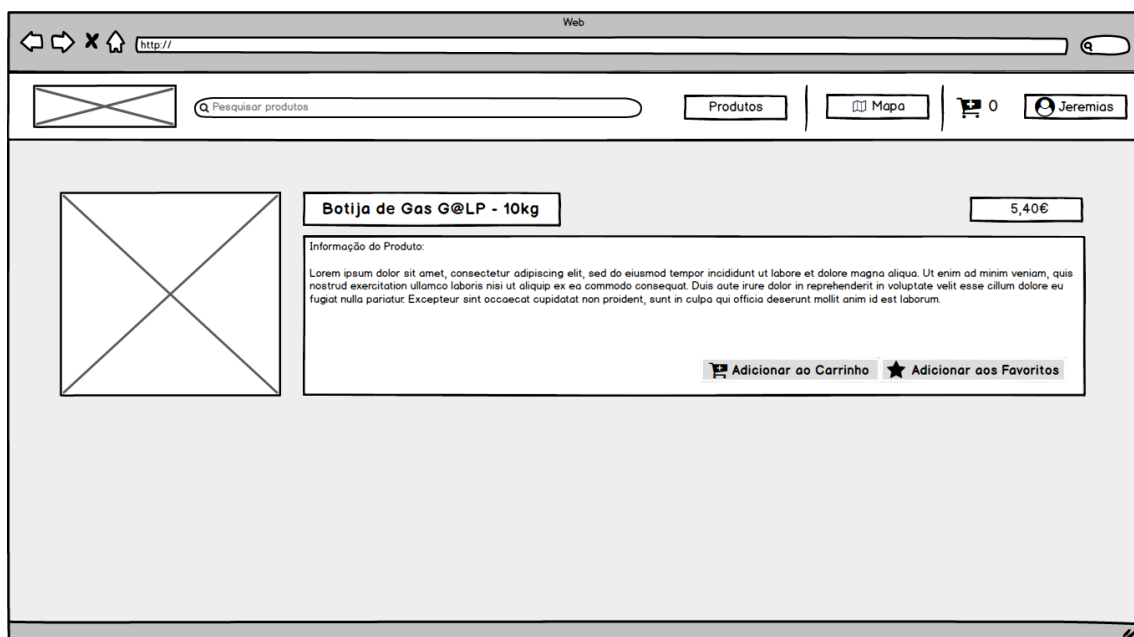 Web
http://
Pesquisar produtos
Produtos
Mapa
0
Jeremias
Botija de Gas G@LP - 10kg
5,40€
Informação do Produto:
Lorem ipsum dolor sit amet, consectetur adipiscing elit, sed do eiusmod tempor incididunt ut labore et dolore magna aliqua. Ut enim ad minim veniam, quis
nostrud exercitation ullamco laboris nisi ut aliquip ex ea commodo consequat. Duis aute irure dolor in reprehenderit in voluptate velit esse cillum dolore eu
fugiat nulla pariatur. Excepteur sint occaecat cupidatat non proident, sunt in culpa qui officia deserunt mollit anim id est laborum.
Adicionar ao Carrinho
Adicionar aos Favoritos